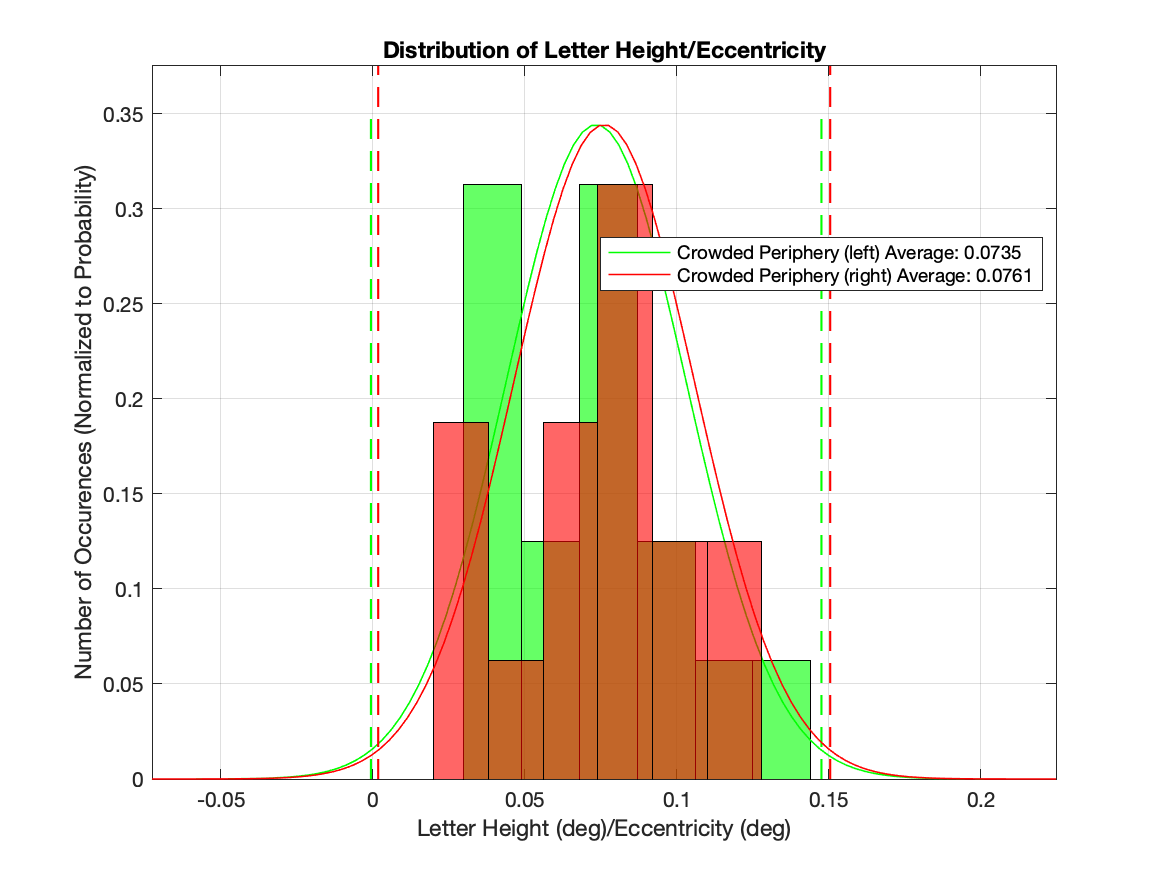 Distribution of Letter Height/Eccentricity
0.35
0.3
0.25
0.2
0.15
0.1
0.05
0
Number of Occurences (Normalized to Probability)
Crowded Periphery (left) Average: 0.0735
Crowded Periphery (right) Average: 0.0761
-0.05 0 0.05 0.1 0.15 0.2
Letter Height (deg)/Eccentricity (deg)